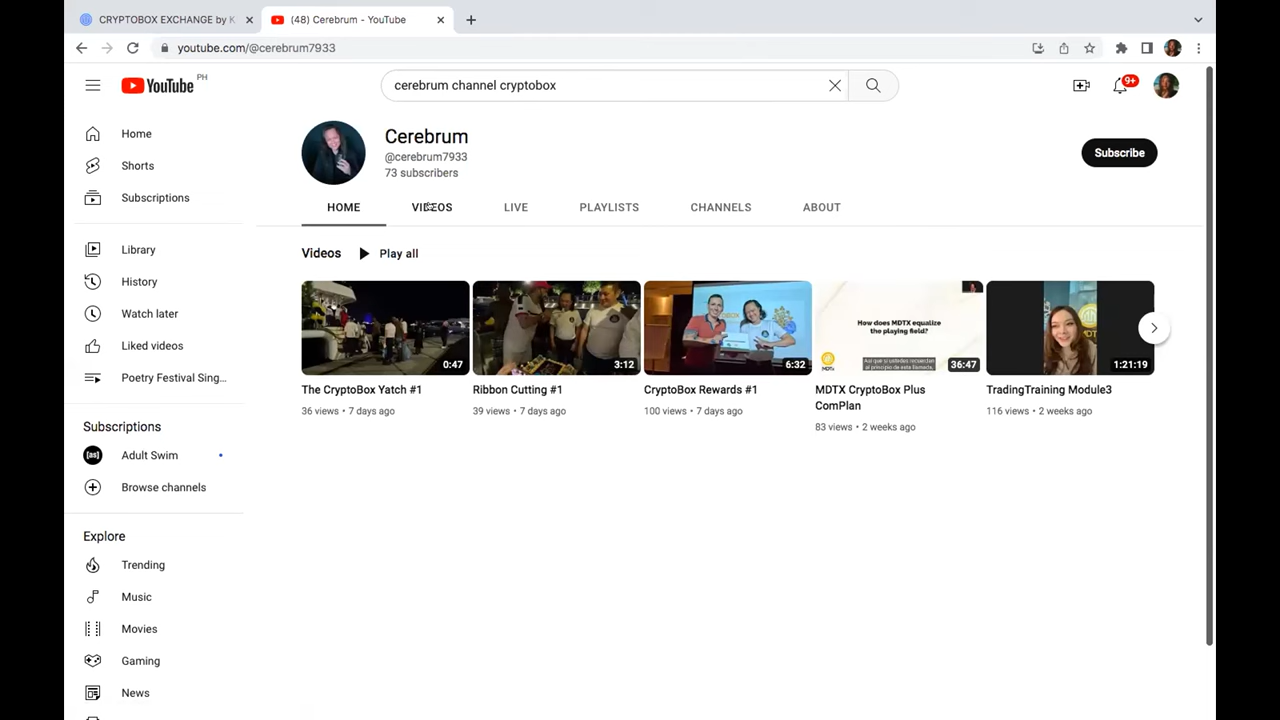 CRYPTOBOX EXCHANGE by K
(48) Cerebrum - YouTube
youtube.com/@cerebrum7933
YouTube PH
cerebrum channel cryptobox
9+
Home
Shorts
Subscriptions
Library
History
Watch later
Liked videos
Poetry Festival Sing...
Subscriptions
[as] Adult Swim
Browse channels
Explore
Trending
Music
Movies
Gaming
News
Cerebrum
@cerebrum7933
73 subscribers
Subscribe
HOME VIDEOS LIVE PLAYLISTS CHANNELS ABOUT
Videos Play all
0:47
The CryptoBox Yatch #1
36 views • 7 days ago
3:12
Ribbon Cutting #1
39 views • 7 days ago
6:32
CryptoBox Rewards #1
100 views • 7 days ago
How does MDTX equalize
the playing field?
36:47
MDTX CryptoBox Plus
ComPlan
83 views • 2 weeks ago
1:21:19
TradingTraining Module3
116 views • 2 weeks ago